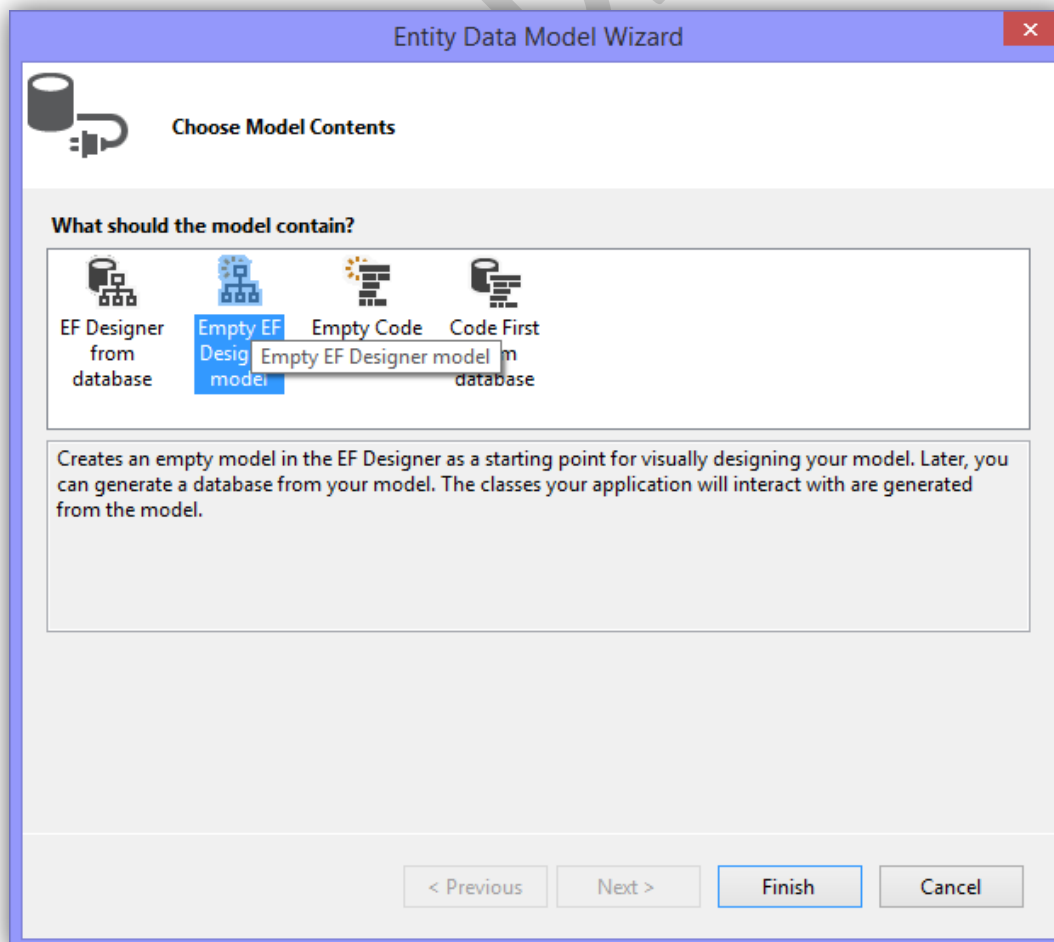 Entity Data Model Wizard
Choose Model Contents
What should the model contain?
EF Designer
from
database
Empty EF
Desig
model
Empty Code
Code First
database
Empty EF Designer model
Creates an empty model in the EF Designer as a starting point for visually designing your model. Later, you
can generate a database from your model. The classes your application will interact with are generated
from the model.
< Previous
Next >
Finish
Cancel